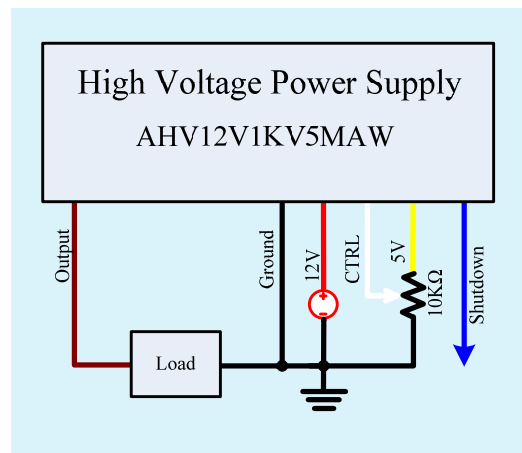 High Voltage Power Supply
AHV12V1KV5MAW
Output
Ground
12V
CTRL
5V
10KΩ
Shutdown
Load